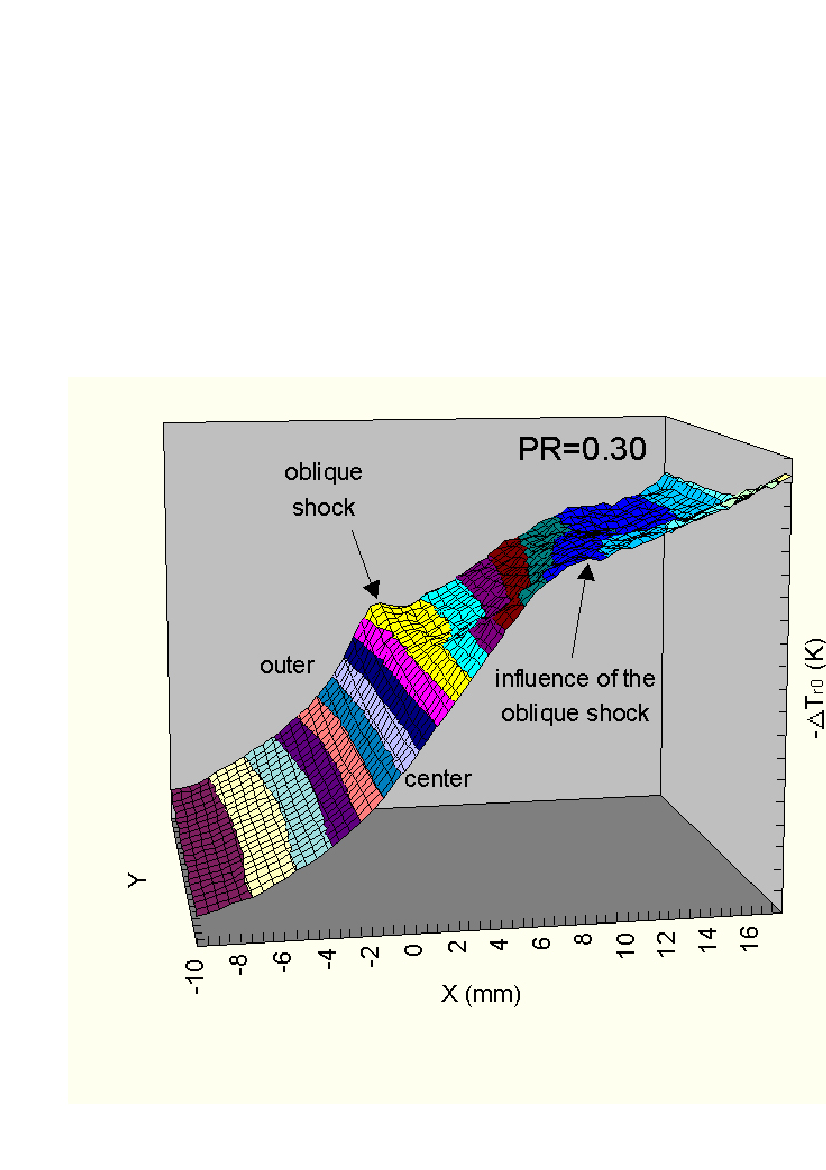 PR=0.30
oblique
shock
outer
influence of the
oblique shock
center
-△Tr0 (K)
Y
-10 -8 -6 -4 -2 0 2 4 6 8 10 12 14 16
X (mm)